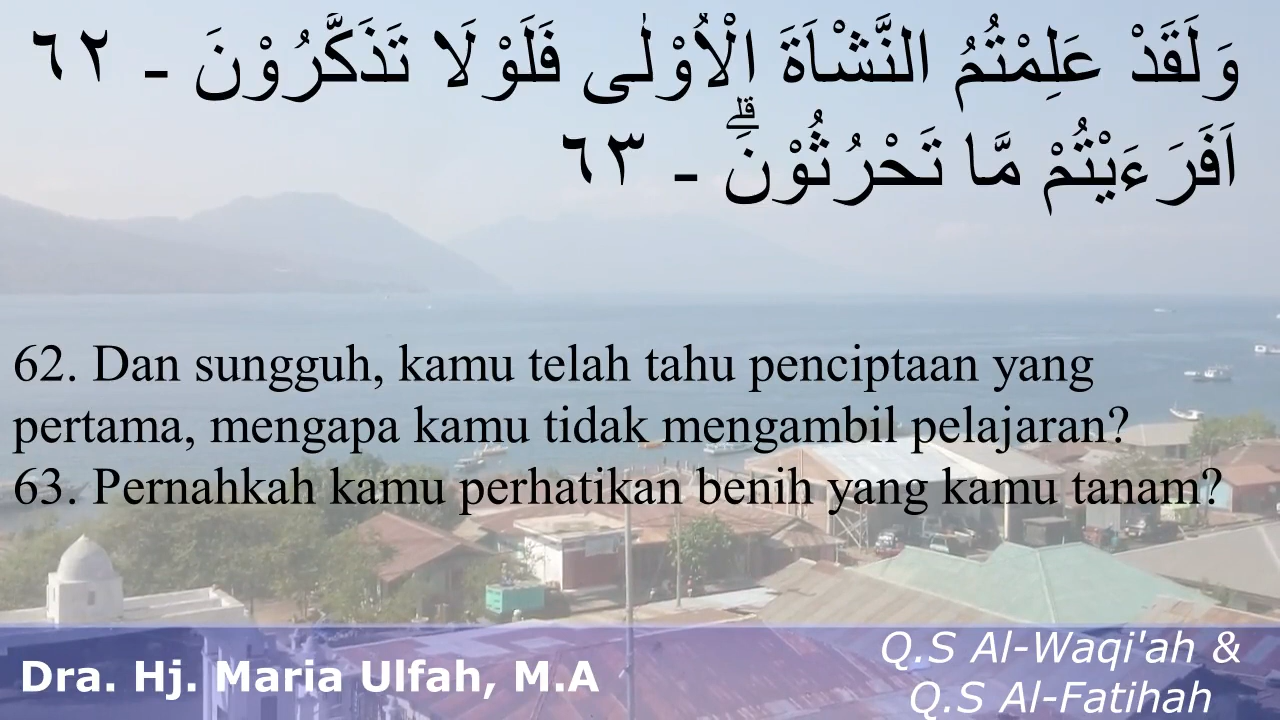 وَلَقَدْ عَلِمْتُمُ النَّشْاَةَ الْاُوْلٰى فَلَوْلَا تَذَكَّرُوْنَ - ٦٢
اَفَرَءَيْتُمْ مَّا تَحْرُثُوْنَۗ - ٦٣
62. Dan sungguh, kamu telah tahu penciptaan yang
pertama, mengapa kamu tidak mengambil pelajaran?
63. Pernahkah kamu perhatikan benih yang kamu tanam?
Dra. Hj. Maria Ulfah, M.A
Q.S Al-Waqi'ah &
Q.S Al-Fatihah